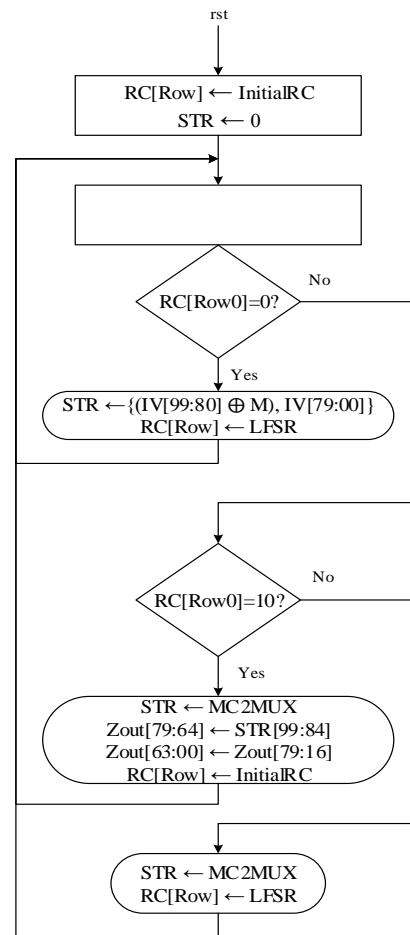 rst
RC[Row] ← InitialRC
STR ← 0
RC[Row0]=0?
No
Yes
STR ←{(IV[99:80] ⊕ M), IV[79:00]}
RC[Row] ← LFSR
RC[Row0]=10?
No
Yes
STR ← MC2MUX
Zout[79:64] ← STR[99:84]
Zout[63:00] ← Zout[79:16]
RC[Row] ← InitialRC
STR ← MC2MUX
RC[Row] ← LFSR